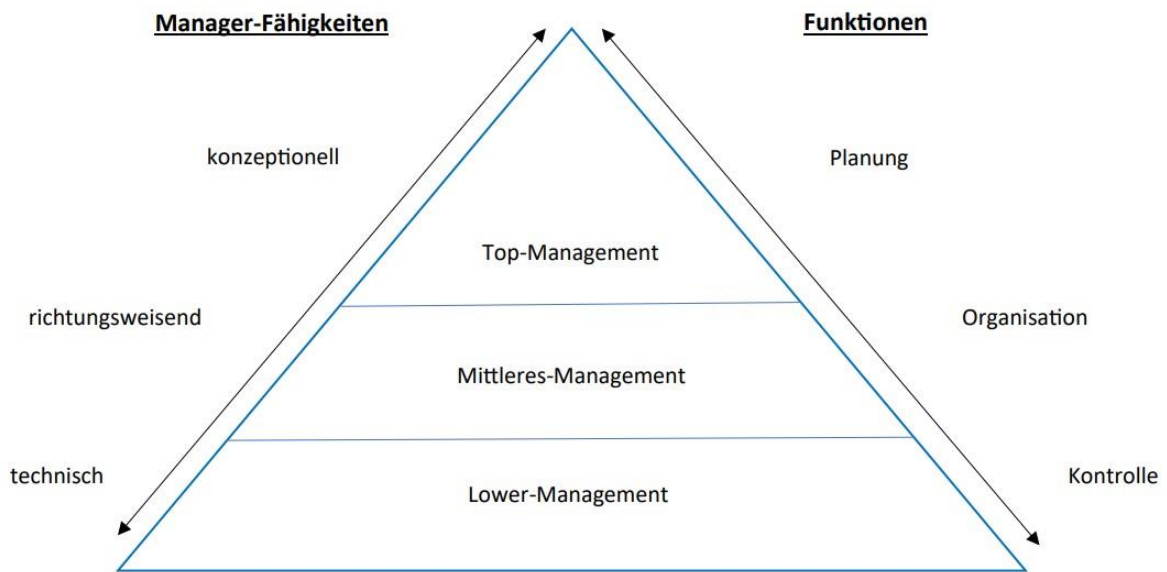 Manager-Fähigkeiten
Funktionen
konzeptionell
Planung
Top-Management
richtungsweisend
Organisation
Mittleres-Management
technisch
Kontrolle
Lower-Management